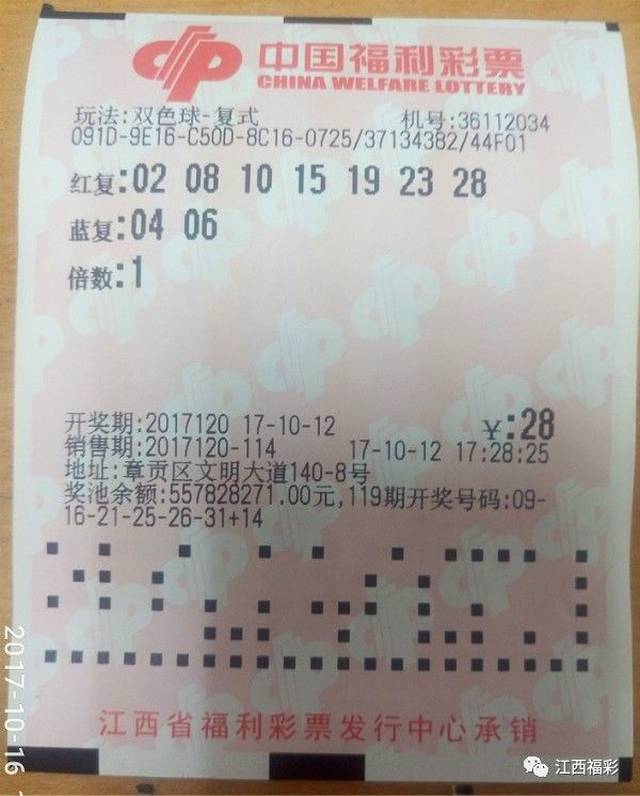 中国福利彩票
CHINA WELFARE LOTTERY
玩法:双色球-复式 机号:36112034
091D-9E16-C50D-8C16-0725/37134382/44F01
红复:02 08 10 15 19 23 28
蓝复:04 06
倍数:1
开奖期:2017120 17-10-12 ¥:28
销售期:2017120-114 17-10-12 17:28:25
地址:章贡区文明大道140-8号
奖池余额:557828271.00元,119期开奖号码:09-
16-21-25-26-31+14
江西省福利彩票发行中心承销
江西福彩
2017-10-16